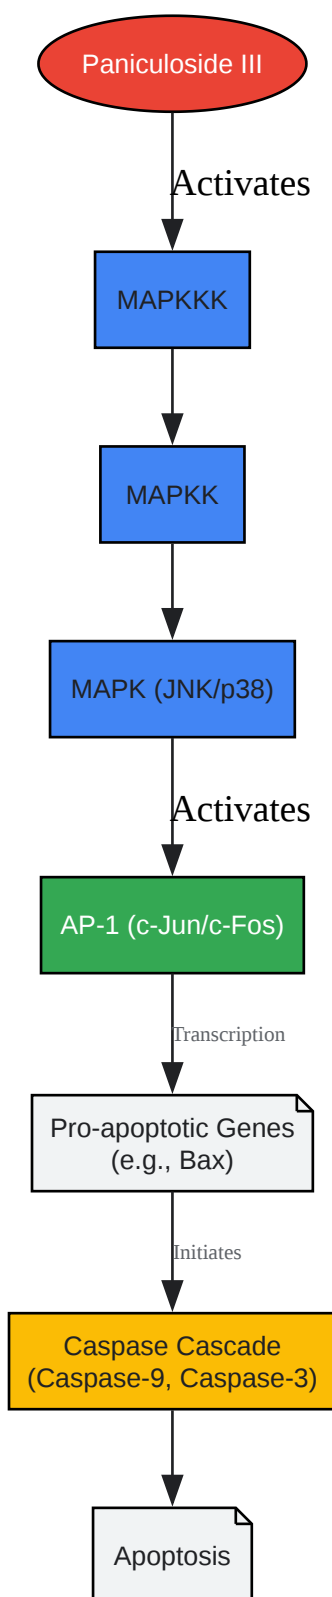 Paniculoside III
Activates
MAPKKK
MAPKK
MAPK (JNK/p38)
Activates
AP-1 (c-Jun/c-Fos)
Transcription
Pro-apoptotic Genes
(e.g., Bax)
Initiates
Caspase Cascade
(Caspase-9, Caspase-3)
Apoptosis